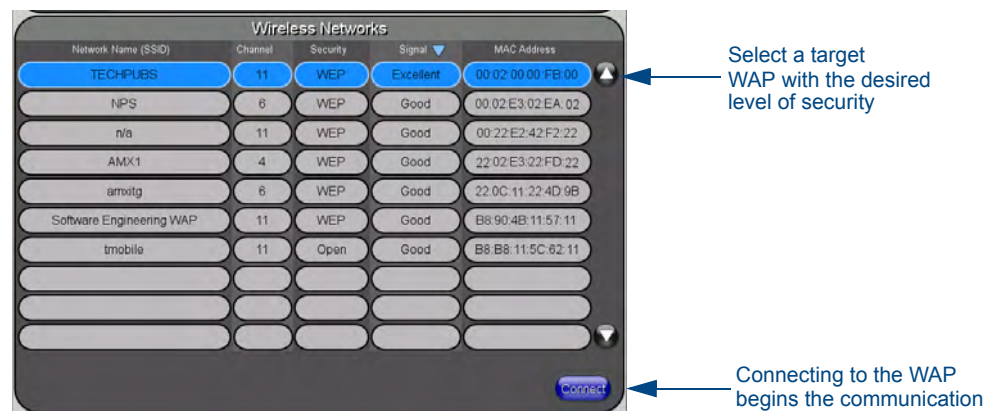 Wireless Networks
Network Name (SSID) Channel Security Signal MAC Address
TECHPUBS 11 WEP Excellent 00:02:00:00:FB:00
NPS 6 WEP Good 00:02:E3:02:EA:02
n/a 11 WEP Good 00:22:E2:42:F2:22
AMX1 4 WEP Good 22:02:E3:22:FD:22
amxitg 6 WEP Good 22:0C:11:22:4D:9B
Software Engineering WAP 11 WEP Good B8:90:4B:11:57:11
tmobile 11 Open Good B8:B8:11:5C:62:11
Connect
Select a target
WAP with the desired
level of security
Connecting to the WAP
begins the communication